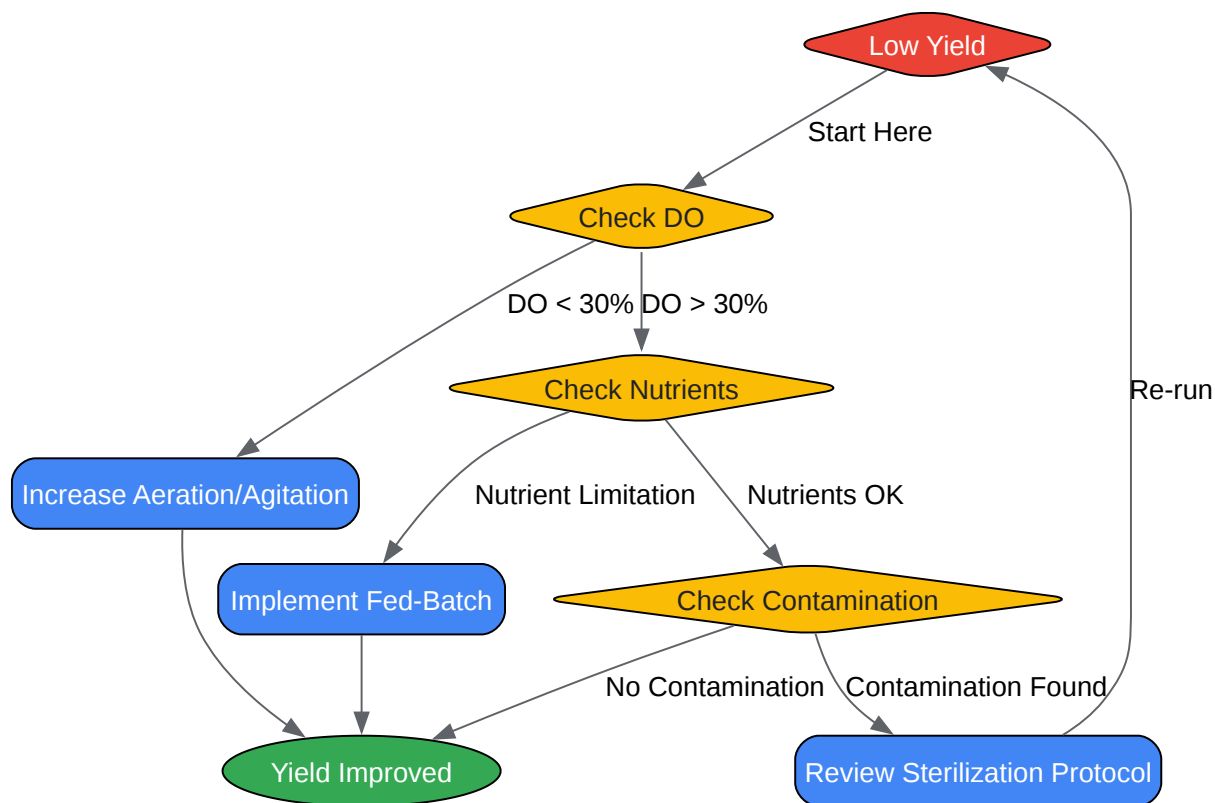 Low Yield
Start Here
Check DO
DO < 30%
DO > 30%
Check Nutrients
Re-run
Increase Aeration/Agitation
Nutrient Limitation
Nutrients OK
Implement Fed-Batch
Check Contamination
No Contamination
Contamination Found
Yield Improved
Review Sterilization Protocol